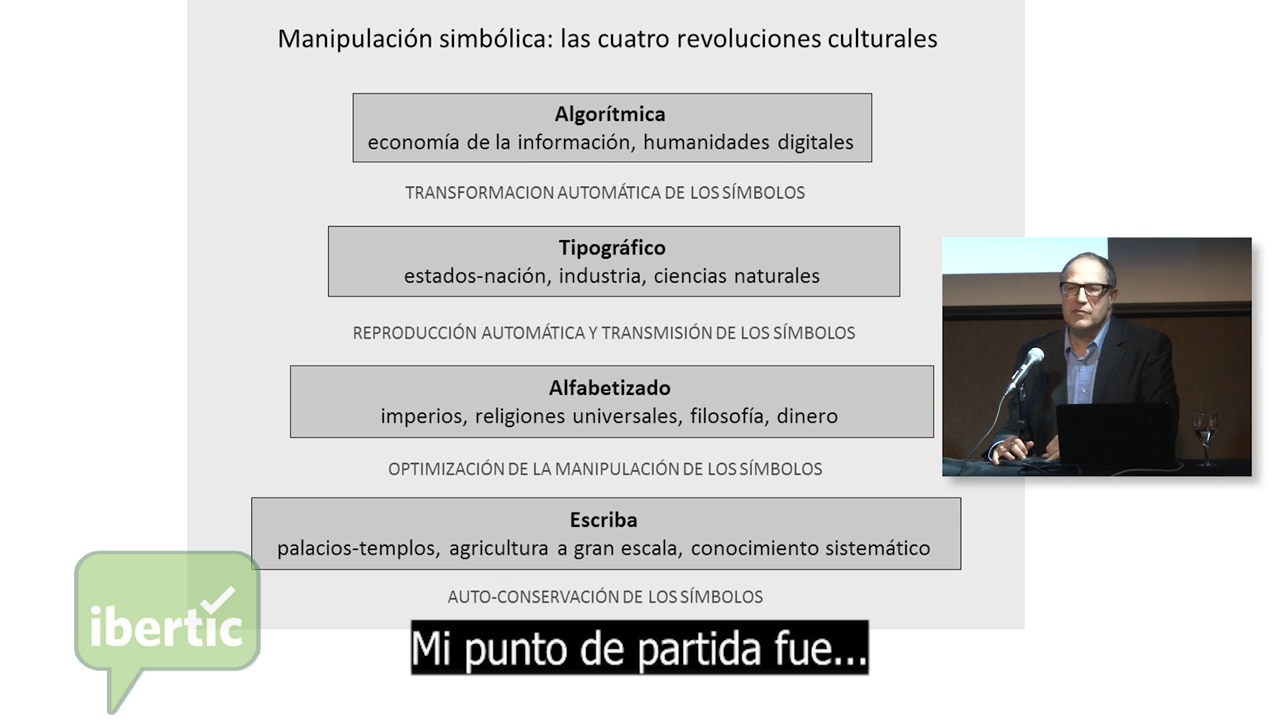 Manipulación simbólica: las cuatro revoluciones culturales
Algorítmica
economía de la información, humanidades digitales
TRANSFORMACION AUTOMÁTICA DE LOS SÍMBOLOS
Tipográfico
estados-nación, industria, ciencias naturales
REPRODUCCIÓN AUTOMÁTICA Y TRANSMISIÓN DE LOS SÍMBOLOS
Alfabetizado
imperios, religiones universales, filosofía, dinero
OPTIMIZACIÓN DE LA MANIPULACIÓN DE LOS SÍMBOLOS
Escriba
palacios-templos, agricultura a gran escala, conocimiento sistemático
AUTO-CONSERVACIÓN DE LOS SÍMBOLOS
ibertic
Mi punto de partida fue...